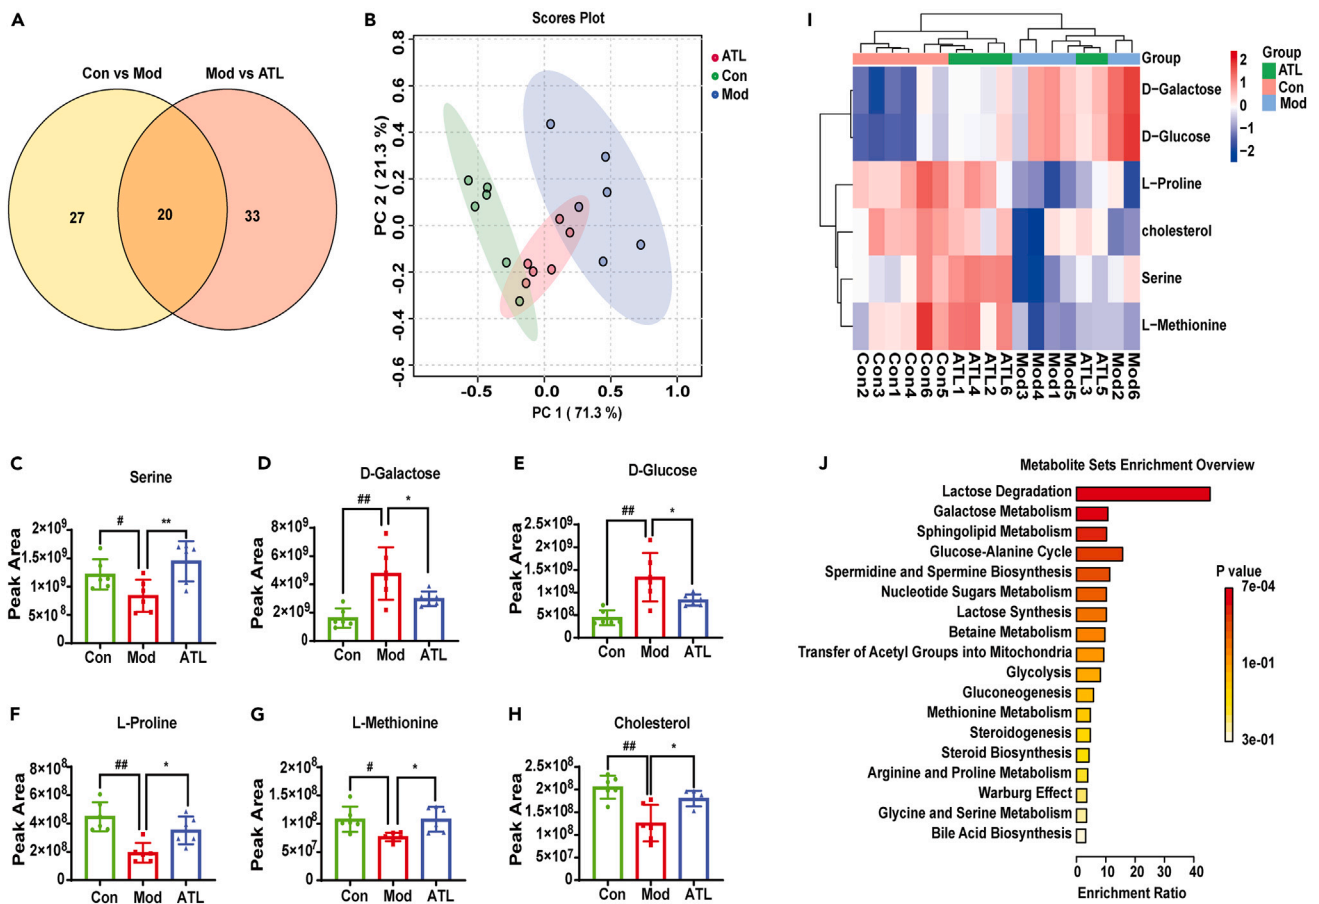 A
Con vs Mod
Mod vs ATL
27
20
33
B
Scores Plot
PC 2 ( 21.3 %)
0.8
0.6
0.4
0.2
0.0
-0.2
-0.4
-0.6
-0.5
0.0
0.5
1.0
PC 1 ( 71.3 %)
ATL
Con
Mod
I
Group
D-Galactose
D-Glucose
L-Proline
cholesterol
Serine
L-Methionine
Con2
Con3
Con1
Con4
Con6
Con5
ATL1
ATL4
ATL2
ATL6
Mod3
Mod4
Mod1
Mod5
ATL3
ATL5
Mod2
Mod6
2
1
0
-1
-2
Group
ATL
Con
Mod
C
Serine
Peak Area
2×10⁹
1×10⁹
1×10⁹
5×10⁸
0
#
**
Con
Mod
ATL
D
D-Galactose
Peak Area
8×10⁹
6×10⁹
4×10⁹
2×10⁹
0
##
*
Con
Mod
ATL
E
D-Glucose
Peak Area
2.5×10⁹
2×10⁹
1.5×10⁹
1×10⁹
5×10⁸
0
##
*
Con
Mod
ATL
F
L-Proline
Peak Area
8×10⁸
6×10⁸
4×10⁸
2×10⁸
0
##
*
Con
Mod
ATL
G
L-Methionine
Peak Area
2×10⁸
1.5×10⁸
1×10⁸
5×10⁷
0
#
*
Con
Mod
ATL
H
Cholesterol
Peak Area
2.5×10⁸
2×10⁸
1.5×10⁸
1×10⁸
5×10⁷
0
##
*
Con
Mod
ATL
J
Metabolite Sets Enrichment Overview
Lactose Degradation
Galactose Metabolism
Sphingolipid Metabolism
Glucose-Alanine Cycle
Spermidine and Spermine Biosynthesis
Nucleotide Sugars Metabolism
Lactose Synthesis
Betaine Metabolism
Transfer of Acetyl Groups into Mitochondria
Glycolysis
Gluconeogenesis
Methionine Metabolism
Steroidogenesis
Steroid Biosynthesis
Arginine and Proline Metabolism
Warburg Effect
Glycine and Serine Metabolism
Bile Acid Biosynthesis
0
10
20
30
40
Enrichment Ratio
P value
7e-04
1e-01
3e-01